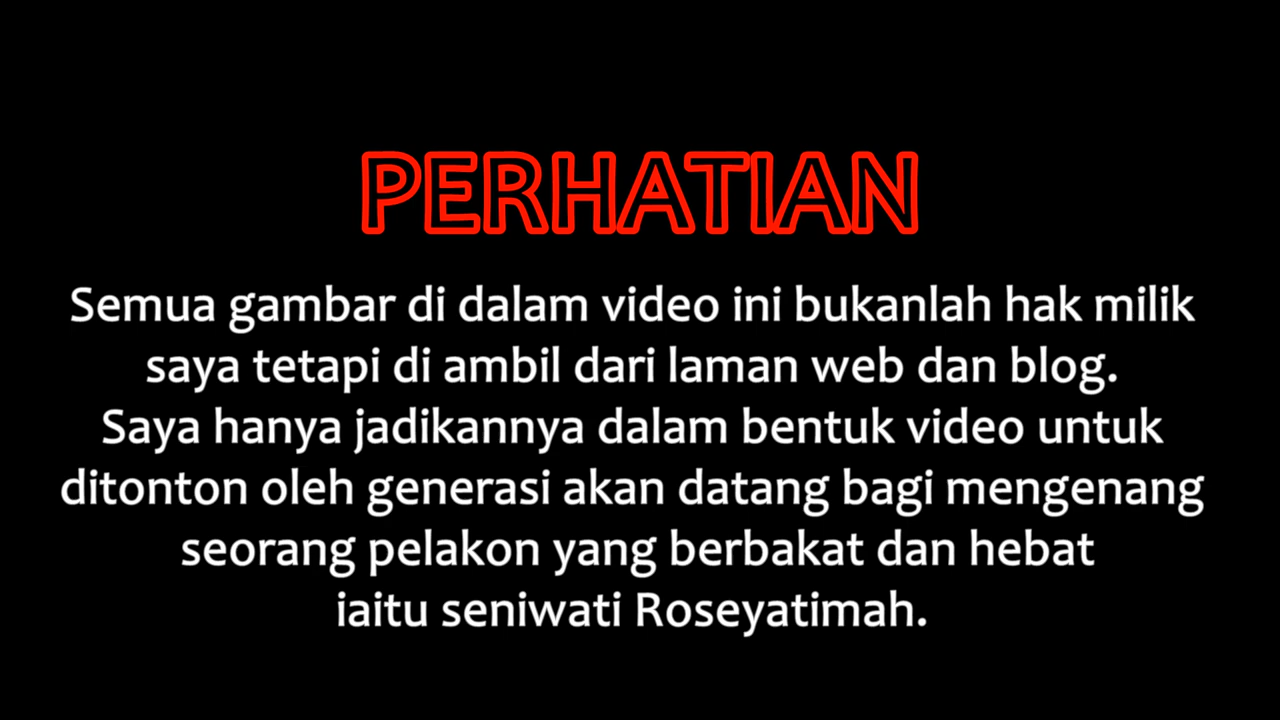 PERHATIAN
Semua gambar di dalam video ini bukanlah hak milik
saya tetapi di ambil dari laman web dan blog.
Saya hanya jadikannya dalam bentuk video untuk
ditonton oleh generasi akan datang bagi mengenang
seorang pelakon yang berbakat dan hebat
iaitu seniwati Roseyatimah.